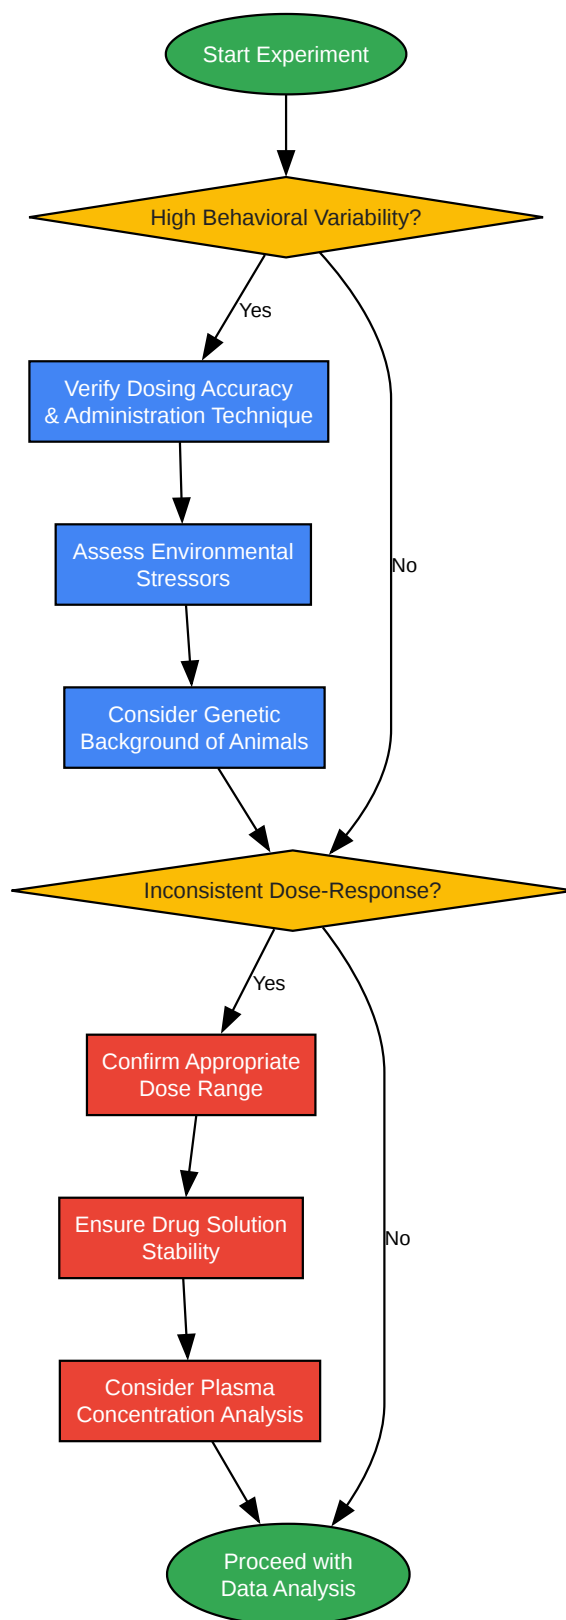 Start Experiment
High Behavioral Variability?
Yes
Verify Dosing Accuracy
& Administration Technique
Assess Environmental
Stressors
No
Consider Genetic
Background of Animals
Inconsistent Dose-Response?
Yes
Confirm Appropriate
Dose Range
Ensure Drug Solution
Stability
No
Consider Plasma
Concentration Analysis
Proceed with
Data Analysis